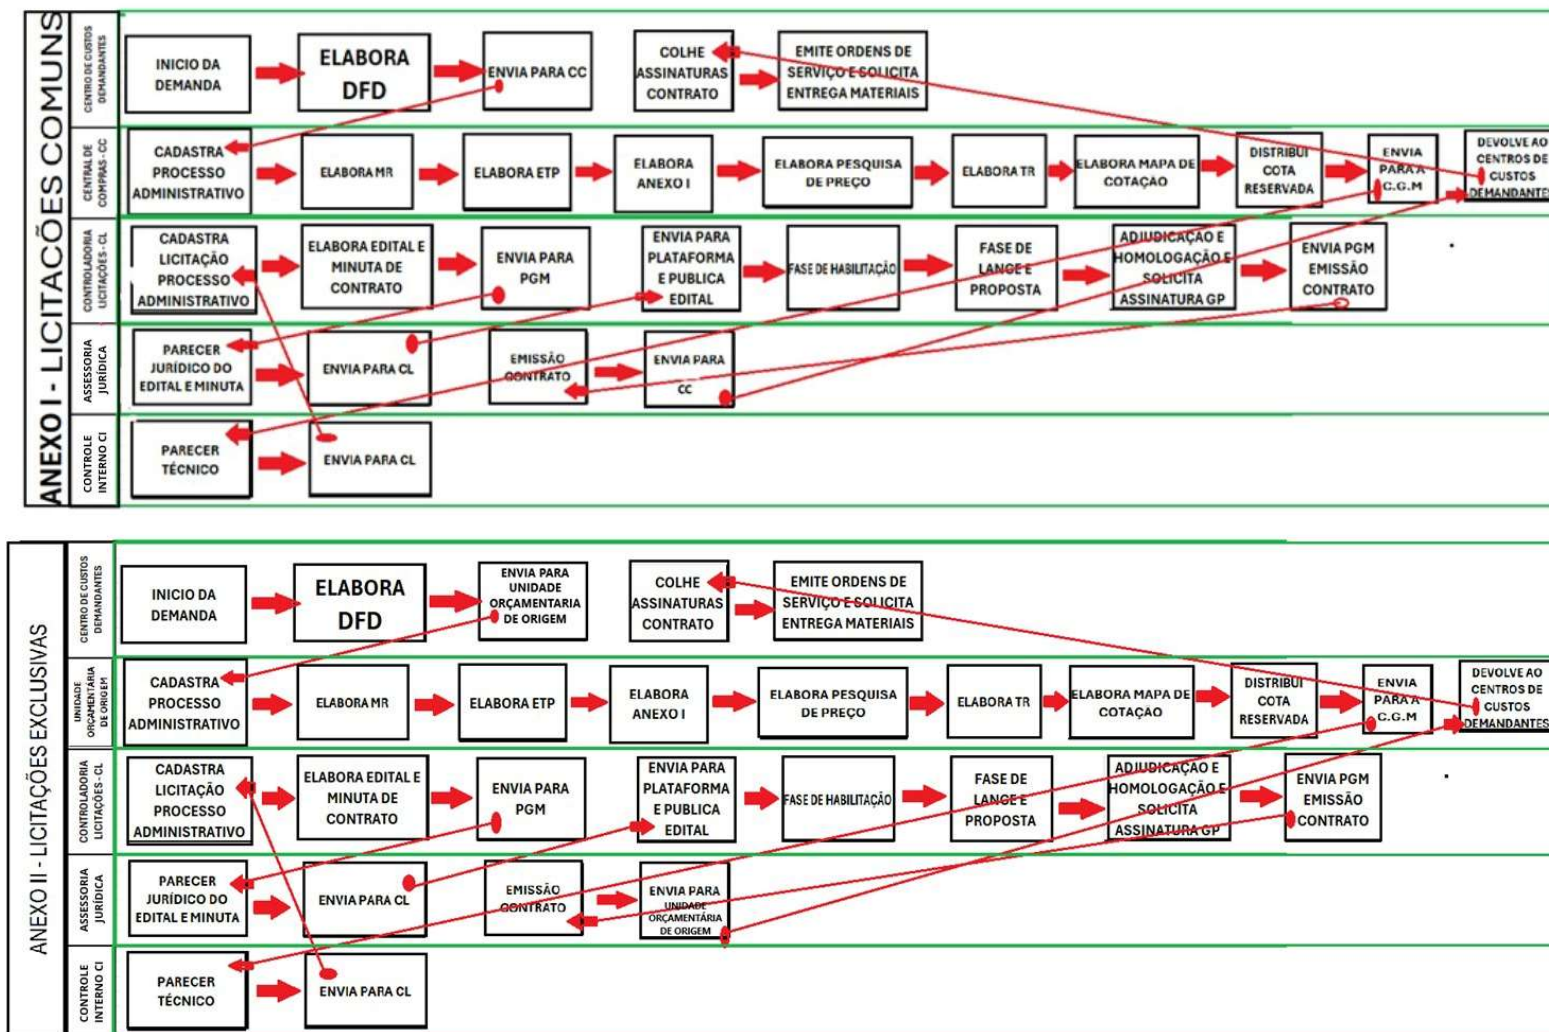 ANEXO I - LICITAÇÕES COMUNS
CENTRO DE CUSTOS
DEMANDANTES
INICIO DA
DEMANDA
ELABORA
DFD
ENVIA PARA CC
COLHE
ASSINATURAS
CONTRATO
EMITE ORDENS DE
SERVIÇO E SOLICITA
ENTREGA MATERIAIS
CENTRAL DE
COMPRAS - CC
CADASTRA
PROCESSO
ADMINISTRATIVO
ELABORA MR
ELABORA ETP
ELABORA
ANEXO I
ELABORA PESQUISA
DE PREÇO
ELABORA TR
ELABORA MAPA DE
COTAÇÃO
DISTRIBUI
COTA
RESERVADA
ENVIA
PARA A
C.G.M
DEVOLVE AO
CENTROS DE
CUSTOS
DEMANDANTES
CONTROLADORIA
LICITAÇÕES - CL
CADASTRA
LICITAÇÃO
PROCESSO
ADMINISTRATIVO
ELABORA EDITAL E
MINUTA DE
CONTRATO
ENVIA PARA
PGM
ENVIA PARA
PLATAFORMA
E PUBLICA
EDITAL
FASE DE HABILITAÇÃO
FASE DE
LANCE E
PROPOSTA
ADJUDICAÇÃO E
HOMOLOGAÇÃO E
SOLICITA
ASSINATURA GP
ENVIA PGM
EMISSÃO
CONTRATO
ASSESSORIA
JURÍDICA
PARECER
JURÍDICO DO
EDITAL E MINUTA
ENVIA PARA CL
EMISSÃO
CONTRATO
ENVIA PARA
CC
CONTROLE
INTERNO CI
PARECER
TÉCNICO
ENVIA PARA CL
ANEXO II - LICITAÇÕES EXCLUSIVAS
CENTRO DE CUSTOS
DEMANDANTES
INICIO DA
DEMANDA
ELABORA
DFD
ENVIA PARA
UNIDADE
ORÇAMENTARIA
DE ORIGEM
COLHE
ASSINATURAS
CONTRATO
EMITE ORDENS DE
SERVIÇO E SOLICITA
ENTREGA MATERIAIS
UNIDADE
ORÇAMENTÁRIA
DE ORIGEM
CADASTRA
PROCESSO
ADMINISTRATIVO
ELABORA MR
ELABORA ETP
ELABORA
ANEXO I
ELABORA PESQUISA
DE PREÇO
ELABORA TR
ELABORA MAPA DE
COTAÇÃO
DISTRIBUI
COTA
RESERVADA
ENVIA
PARA A
C.G.M
DEVOLVE AO
CENTROS DE
CUSTOS
DEMANDANTES
CONTROLADORIA
LICITAÇÕES - CL
CADASTRA
LICITAÇÃO
PROCESSO
ADMINISTRATIVO
ELABORA EDITAL E
MINUTA DE
CONTRATO
ENVIA PARA
PGM
ENVIA PARA
PLATAFORMA
E PUBLICA
EDITAL
FASE DE HABILITAÇÃO
FASE DE
LANCE E
PROPOSTA
ADJUDICAÇÃO E
HOMOLOGAÇÃO E
SOLICITA
ASSINATURA GP
ENVIA PGM
EMISSÃO
CONTRATO
ASSESSORIA
JURÍDICA
PARECER
JURÍDICO DO
EDITAL E MINUTA
ENVIA PARA CL
EMISSÃO
CONTRATO
ENVIA PARA
UNIDADE
ORÇAMENTÁRIA
DE ORIGEM
CONTROLE
INTERNO CI
PARECER
TÉCNICO
ENVIA PARA CL